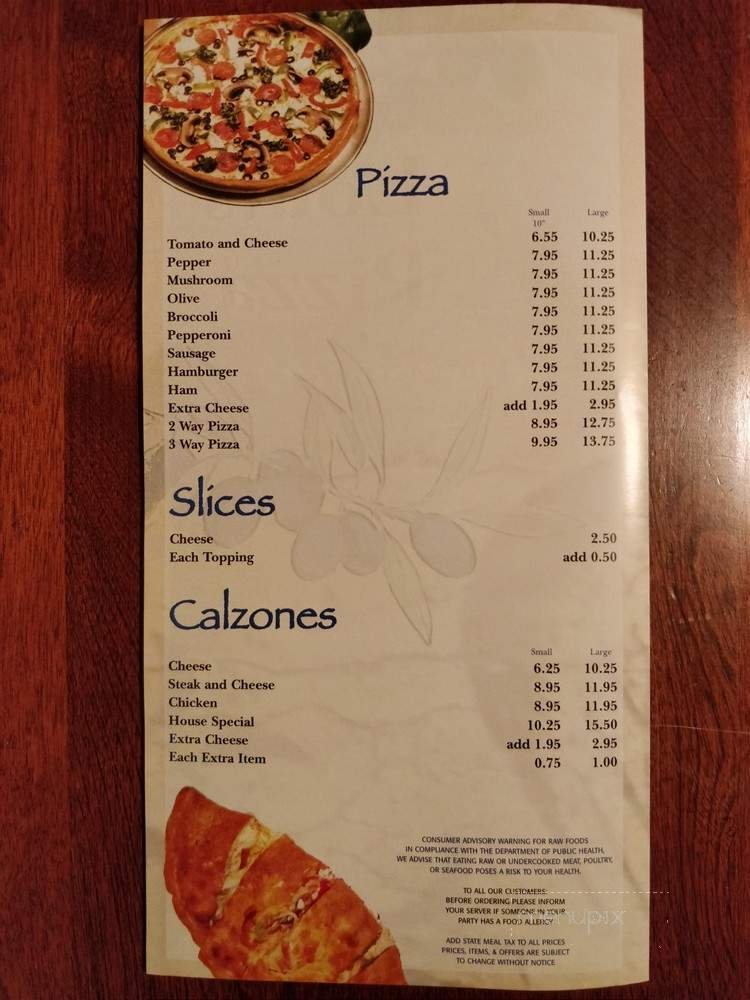 Pizza
Small Large
10"
Tomato and Cheese 6.55 10.25
Pepper 7.95 11.25
Mushroom 7.95 11.25
Olive 7.95 11.25
Broccoli 7.95 11.25
Pepperoni 7.95 11.25
Sausage 7.95 11.25
Hamburger 7.95 11.25
Ham 7.95 11.25
Extra Cheese add 1.95 2.95
2 Way Pizza 8.95 12.75
3 Way Pizza 9.95 13.75
Slices
Cheese 2.50
Each Topping add 0.50
Calzones
Small Large
Cheese 6.25 10.25
Steak and Cheese 8.95 11.95
Chicken 8.95 11.95
House Special 10.25 15.50
Extra Cheese add 1.95 2.95
Each Extra Item 0.75 1.00
CONSUMER ADVISORY WARNING FOR RAW FOODS
IN COMPLIANCE WITH THE DEPARTMENT OF PUBLIC HEALTH,
WE ADVISE THAT EATING RAW OR UNDERCOOKED MEAT, POULTRY,
OR SEAFOOD POSES A RISK TO YOUR HEALTH.
TO ALL OUR CUSTOMERS:
BEFORE ORDERING PLEASE INFORM
YOUR SERVER IF SOMEONE IN YOUR
PARTY HAS A FOOD ALLERGY
menupix
ADD STATE MEAL TAX TO ALL PRICES
PRICES, ITEMS, & OFFERS ARE SUBJECT
TO CHANGE WITHOUT NOTICE